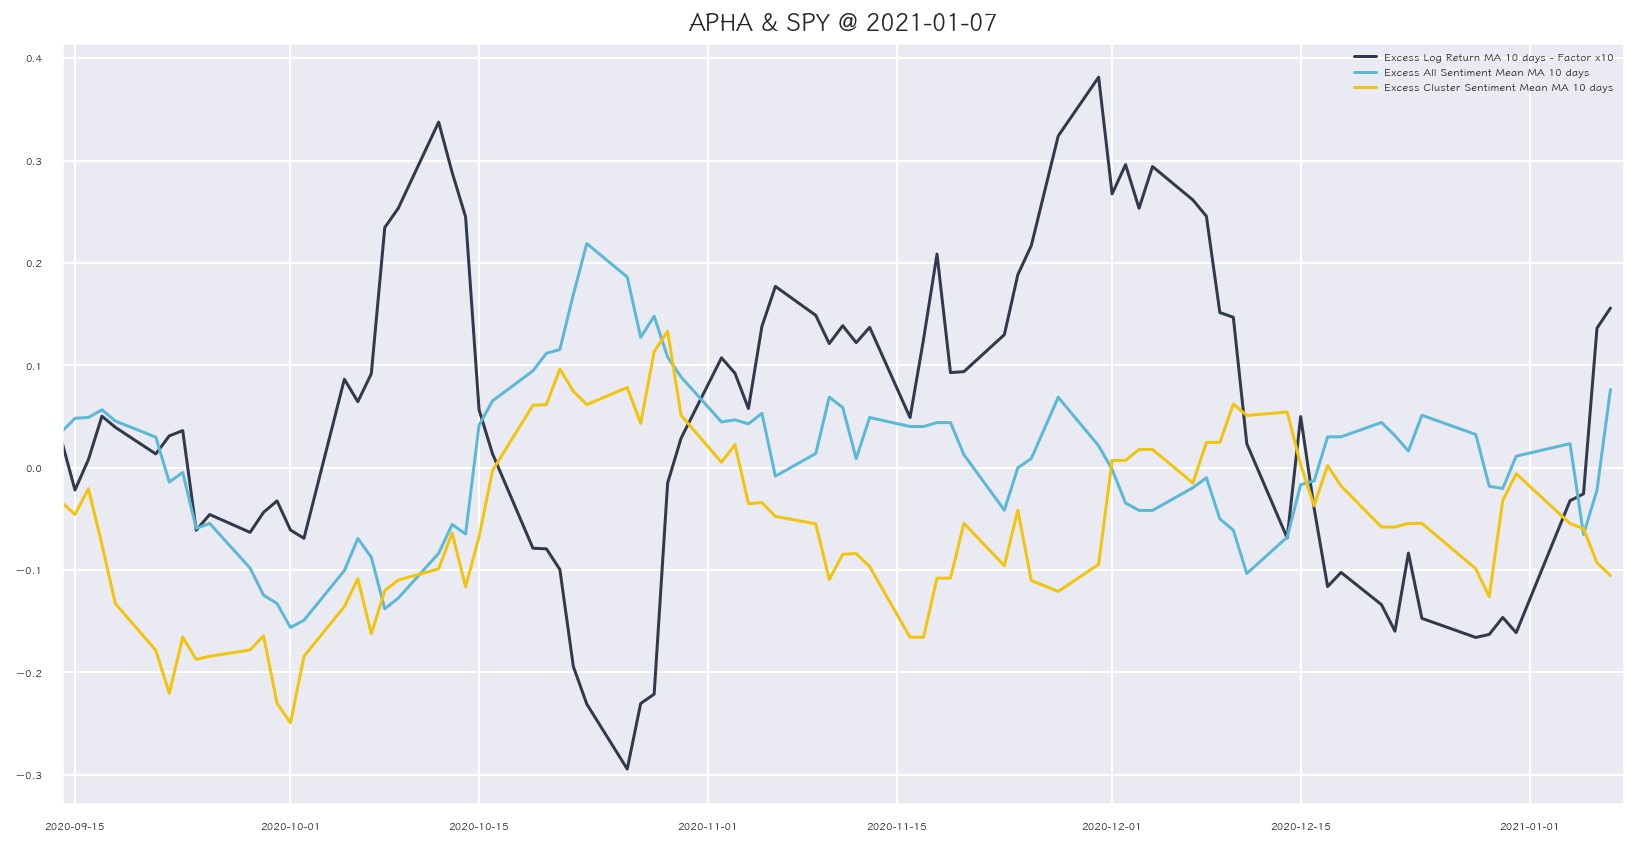 APHA & SPY @ 2021-01-07
Excess Log Return MA 10 days - Factor x10
Excess All Sentiment Mean MA 10 days
Excess Cluster Sentiment Mean MA 10 days
0.4
0.3
0.2
0.1
0.0
−0.1
−0.2
−0.3
2020-09-15 2020-10-01 2020-10-15 2020-11-01 2020-11-15 2020-12-01 2020-12-15 2021-01-01